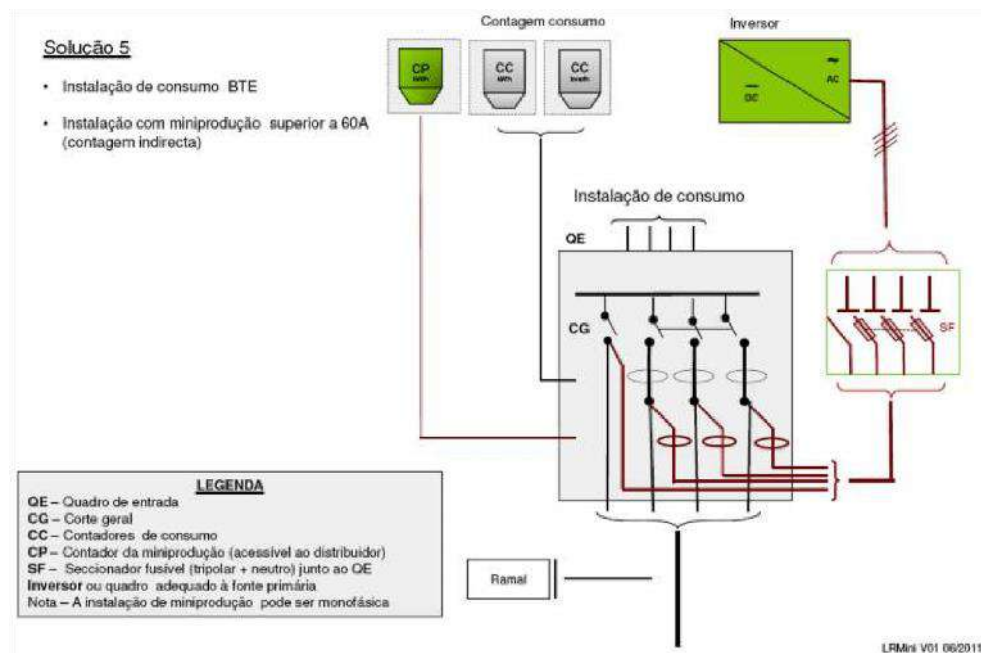 Solução 5
• Instalação de consumo BTE
• Instalação com miniprodução superior a 60A
(contagem indirecta)
Contagem consumo
CP
CC
CC
Inversor
AC
DC
Instalação de consumo
QE
CG
SF
LEGENDA
QE – Quadro de entrada
CG – Corte geral
CC – Contadores de consumo
CP – Contador da miniprodução (acessível ao distribuidor)
SF – Seccionador fusível (tripolar + neutro) junto ao QE
Inversor ou quadro adequado à fonte primária
Nota – A instalação de miniprodução pode ser monofásica
Ramal
LRMini V01 06/2011